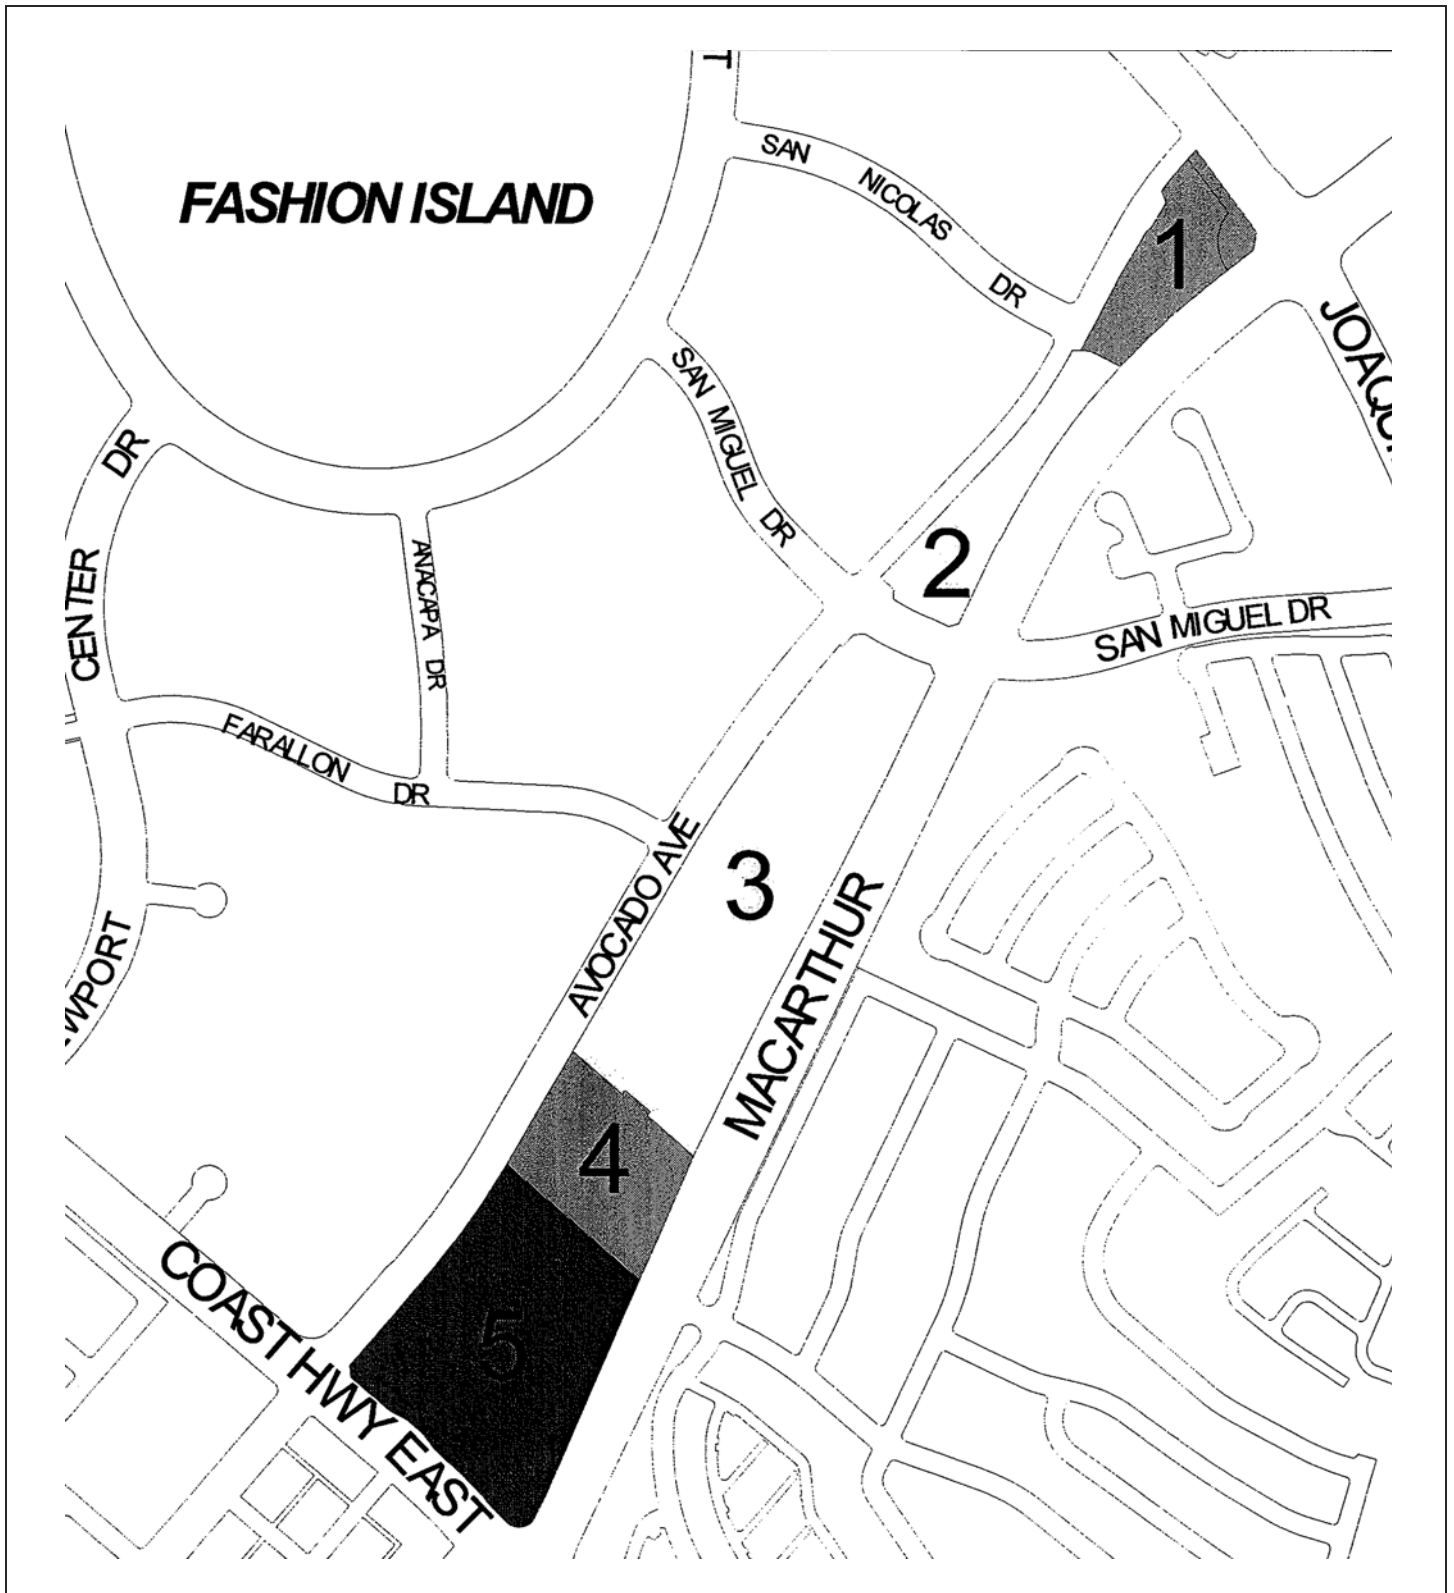 T
SAN NICOLAS DR
FASHION ISLAND
1
JOAQU
SAN MIGUEL DR
DR
CENTER
ANACAPA DR
2
SAN MIGUEL DR
FARALLON DR
AVOCADO AVE
3
MACARTHUR
WPORT
4
COAST HWY EAST
5